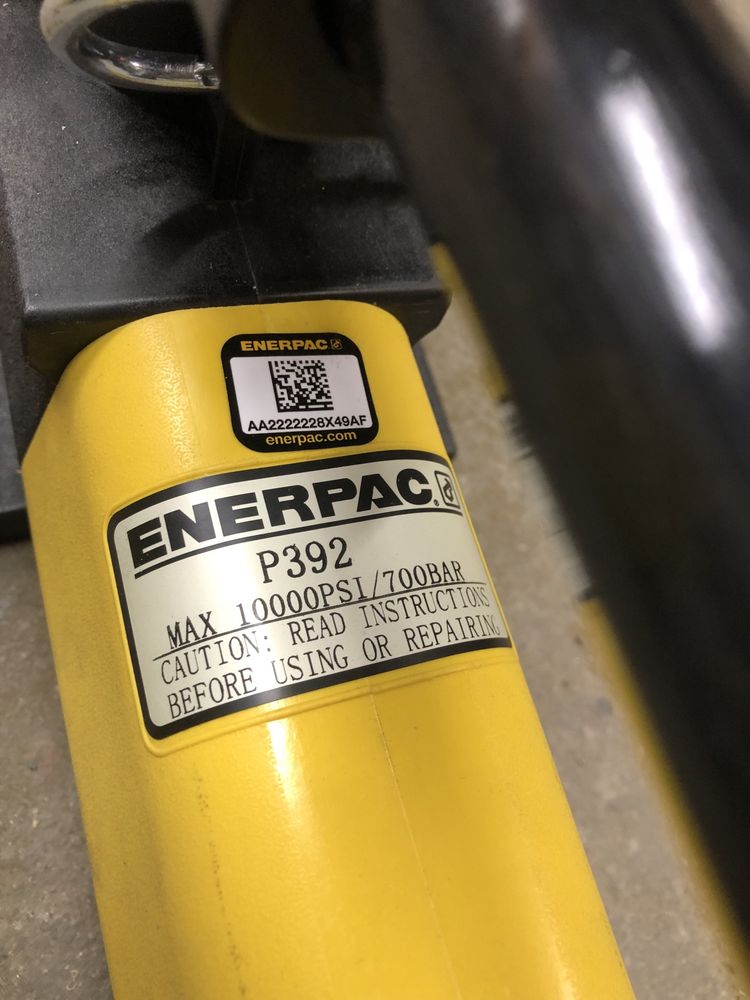 ENERPAC
AA2222228X49AF
enerpac.com
ENERPAC®
P392
MAX 10000PSI/700BAR
CAUTION: READ INSTRUCTIONS
BEFORE USING OR REPAIRING